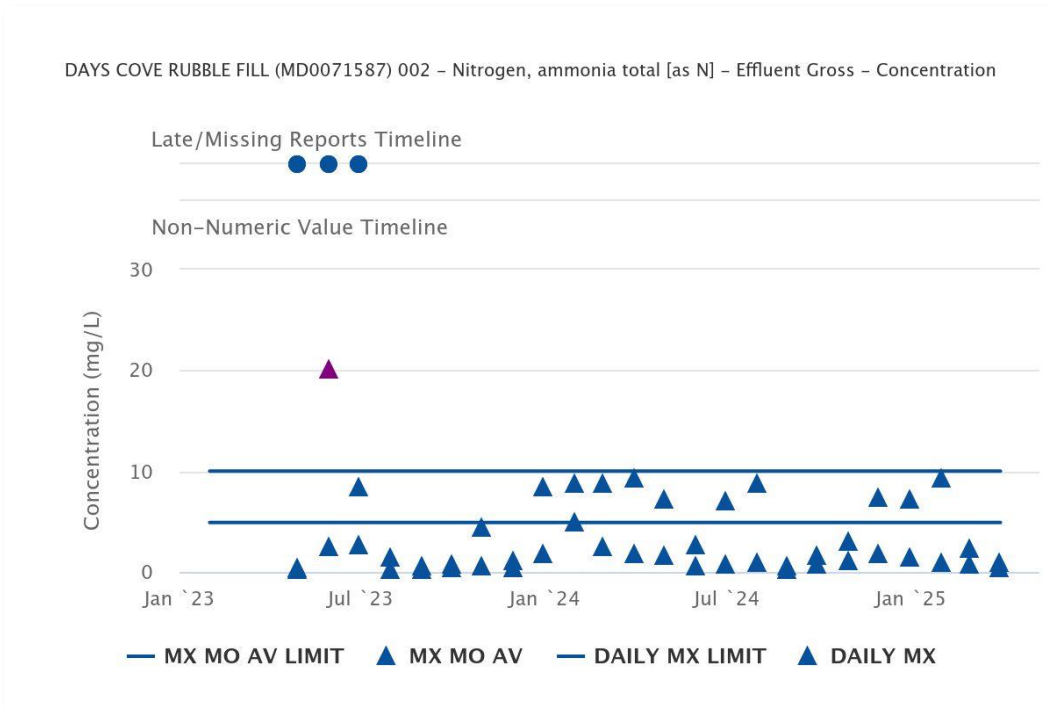 DAYS COVE RUBBLE FILL (MD0071587) 002 – Nitrogen, ammonia total [as N] – Effluent Gross – Concentration
Late/Missing Reports Timeline
Non–Numeric Value Timeline
30
20
10
0
Concentration (mg/L)
Jan `23 Jul `23 Jan `24 Jul `24 Jan `25
MX MO AV LIMIT MX MO AV DAILY MX LIMIT DAILY MX